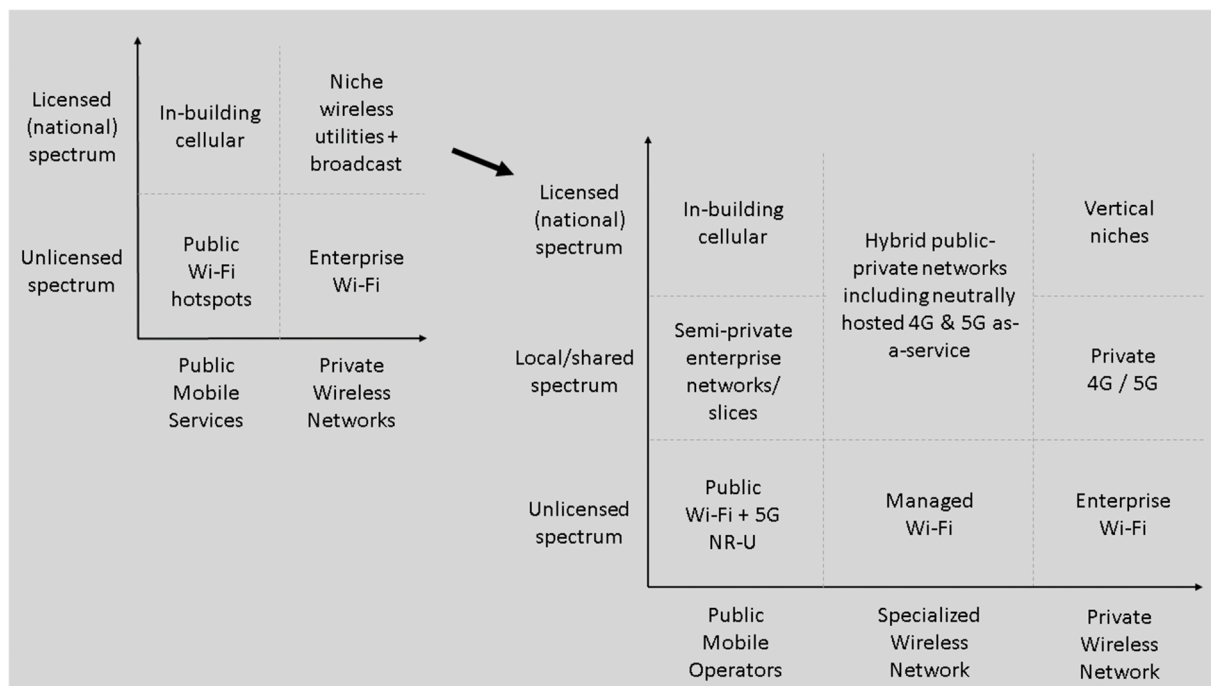 Licensed
(national)
spectrum
In-building
cellular
Niche
wireless
utilities +
broadcast
Unlicensed
spectrum
Public
Wi-Fi
hotspots
Enterprise
Wi-Fi
Public
Mobile
Services
Private
Wireless
Networks
Licensed
(national)
spectrum
In-building
cellular
Hybrid public-
private networks
including neutrally
hosted 4G & 5G as-
a-service
Vertical
niches
Local/shared
spectrum
Semi-private
enterprise
networks/
slices
Private
4G / 5G
Unlicensed
spectrum
Public
Wi-Fi + 5G
NR-U
Managed
Wi-Fi
Enterprise
Wi-Fi
Public
Mobile
Operators
Specialized
Wireless
Network
Private
Wireless
Network